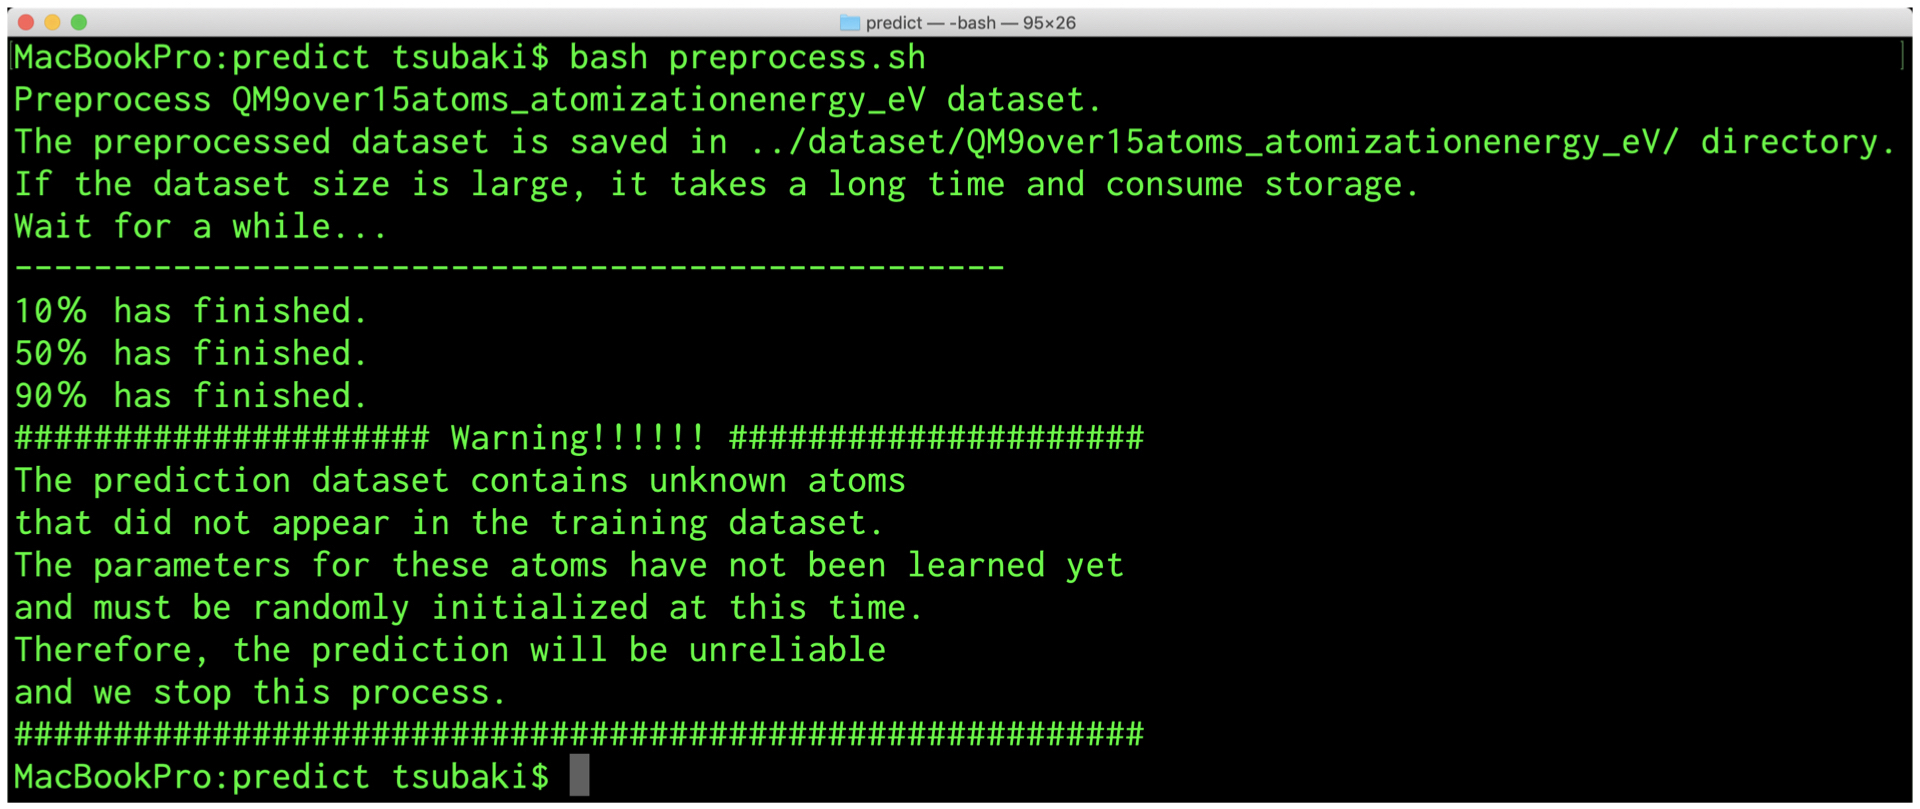 predict — -bash — 95×26
MacBookPro:predict tsubaki$ bash preprocess.sh
Preprocess QM9over15atoms_atomizationenergy_eV dataset.
The preprocessed dataset is saved in ../dataset/QM9over15atoms_atomizationenergy_eV/ directory.
If the dataset size is large, it takes a long time and consume storage.
Wait for a while...
--------------------------------------------------
10% has finished.
50% has finished.
90% has finished.
##################### Warning!!!!!! #####################
The prediction dataset contains unknown atoms
that did not appear in the training dataset.
The parameters for these atoms have not been learned yet
and must be randomly initialized at this time.
Therefore, the prediction will be unreliable
and we stop this process.
#########################################################
MacBookPro:predict tsubaki$